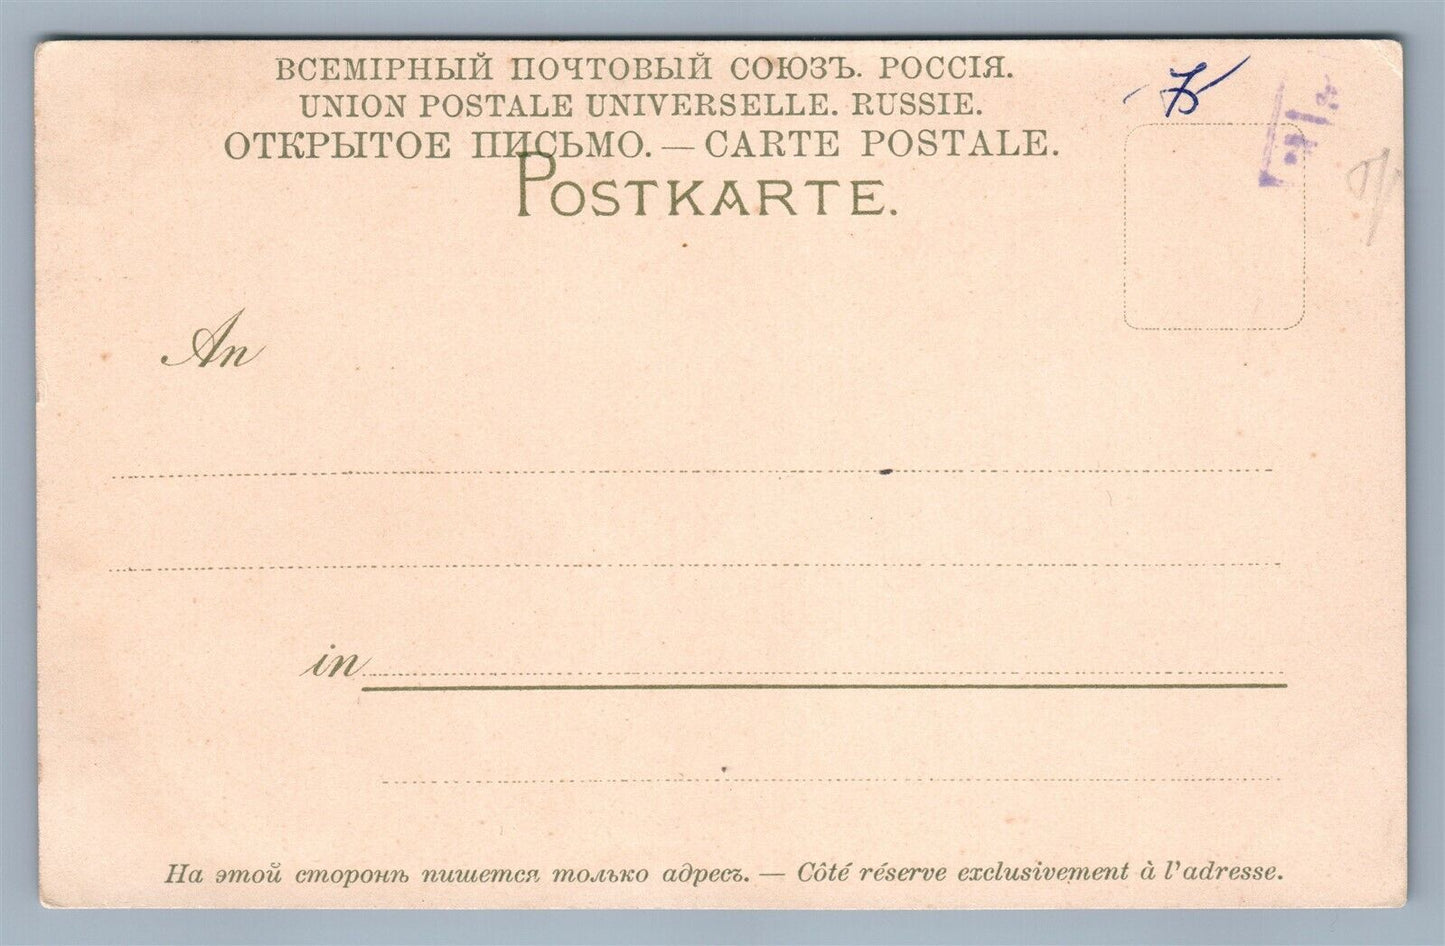 ВСЕМІРНЫЙ ПОЧТОВЫЙ СОЮЗЪ. РОССІЯ.
UNION POSTALE UNIVERSELLE. RUSSIE.
ОТКРЫТОЕ ПИСЬМО. — CARTE POSTALE.
POSTKARTE.
75
An
in
На этой сторонѣ пишется только адресъ. — Côté réserve exclusivement à l'adresse.